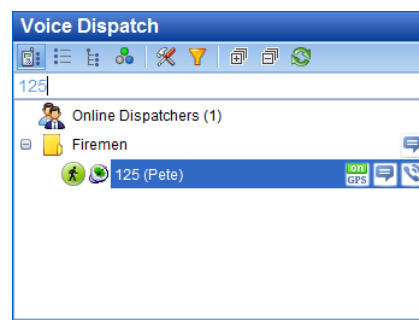 Voice Dispatch
125
Online Dispatchers (1)
Firemen
125 (Pete)
on
GPS